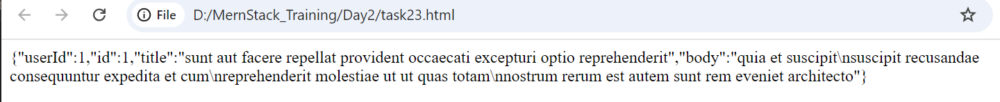 File D:/MernStack_Training/Day2/task23.html
{"userId":1,"id":1,"title":"sunt aut facere repellat provident occaecati excepturi optio reprehenderit","body":"quia et suscipit\nsuscipit recusandae
consequuntur expedita et cum\nreprehenderit molestiae ut ut quas totam\nnostrum rerum est autem sunt rem eveniet architecto"}